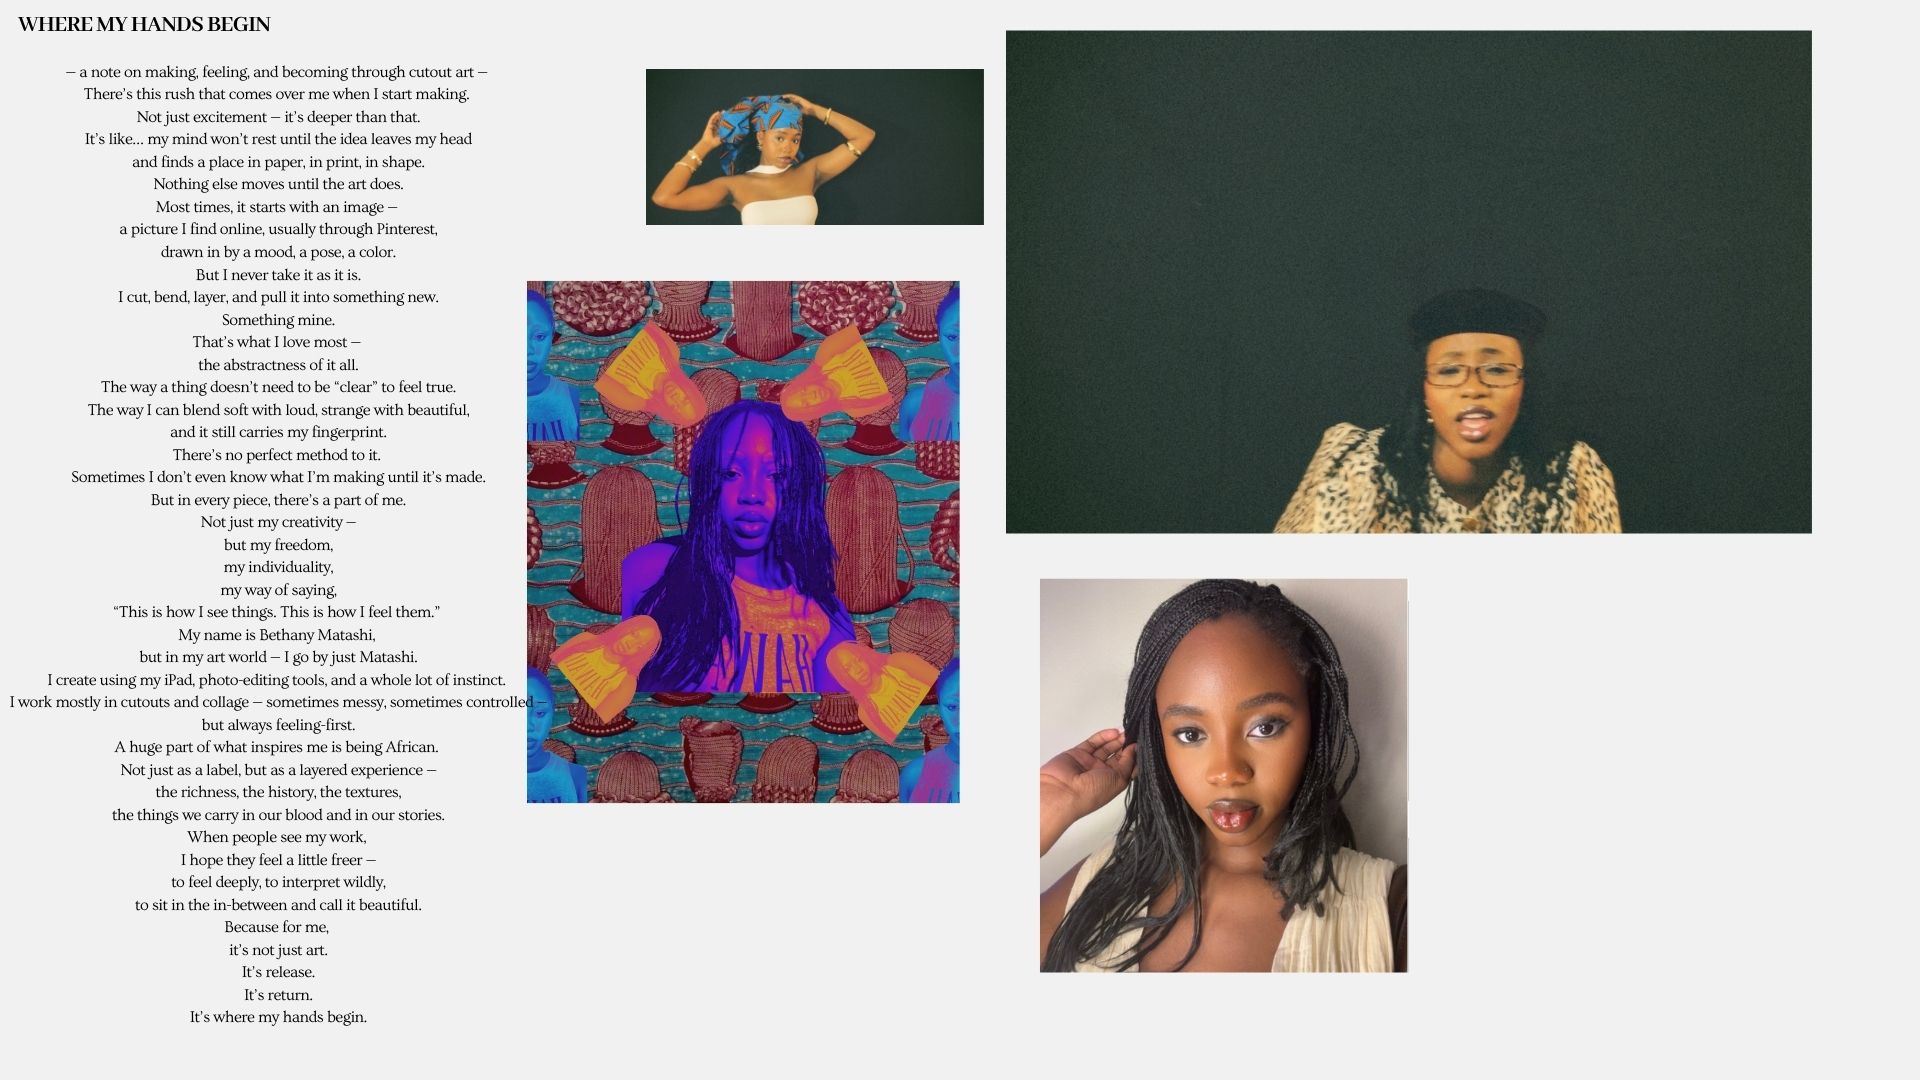 WHERE MY HANDS BEGIN
— a note on making, feeling, and becoming through cutout art —
There's this rush that comes over me when I start making.
Not just excitement — it's deeper than that.
It's like... my mind won't rest until the idea leaves my head
and finds a place in paper, in print, in shape.
Nothing else moves until the art does.
Most times, it starts with an image —
a picture I find online, usually through Pinterest,
drawn in by a mood, a pose, a color.
But I never take it as it is.
I cut, bend, layer, and pull it into something new.
Something mine.
That's what I love most —
the abstractness of it all.
The way a thing doesn't need to be “clear” to feel true.
The way I can blend soft with loud, strange with beautiful,
and it still carries my fingerprint.
There's no perfect method to it.
Sometimes I don't even know what I'm making until it's made.
But in every piece, there's a part of me.
Not just my creativity —
but my freedom,
my individuality,
my way of saying,
“This is how I see things. This is how I feel them.”
My name is Bethany Matashi,
but in my art world — I go by just Matashi.
I create using my iPad, photo-editing tools, and a whole lot of instinct.
I work mostly in cutouts and collage — sometimes messy, sometimes controlled —
but always feeling-first.
A huge part of what inspires me is being African.
Not just as a label, but as a layered experience —
the richness, the history, the textures,
the things we carry in our blood and in our stories.
When people see my work,
I hope they feel a little freer —
to feel deeply, to interpret wildly,
to sit in the in-between and call it beautiful.
Because for me,
it's not just art.
It's release.
It's return.
It's where my hands begin.